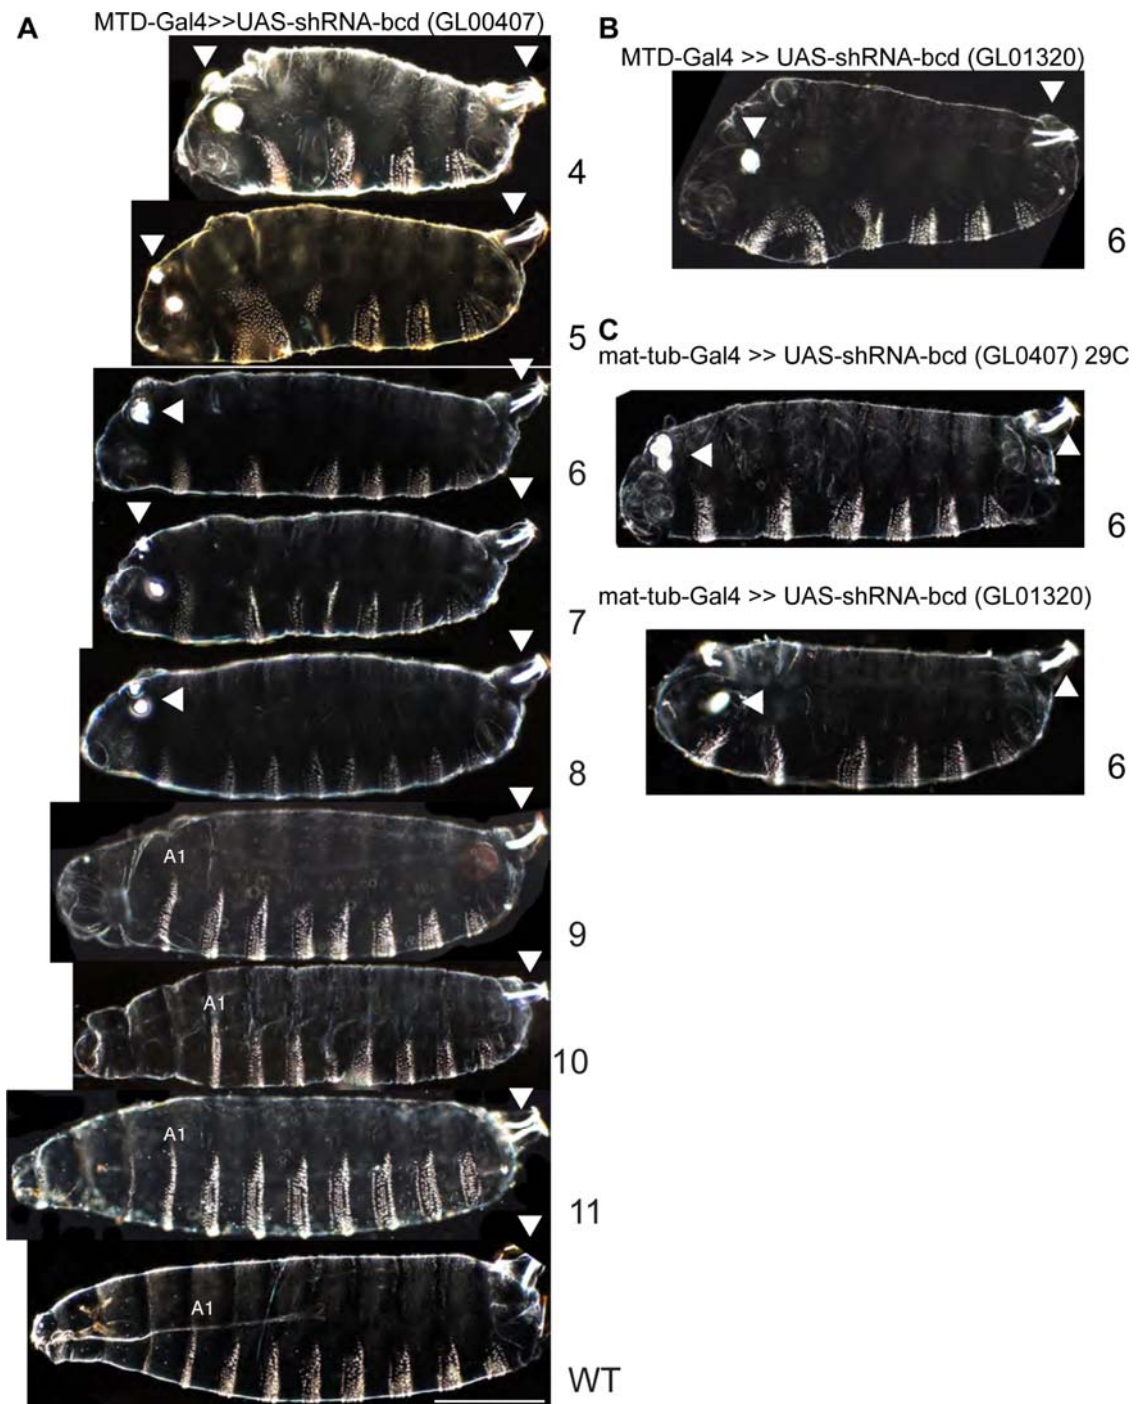 A
MTD-Gal4>>UAS-shRNA-bcd (GL00407)
4
5
6
7
8
A1
9
A1
10
A1
11
A1
WT
B
MTD-Gal4 >> UAS-shRNA-bcd (GL01320)
6
C
mat-tub-Gal4 >> UAS-shRNA-bcd (GL0407) 29C
6
mat-tub-Gal4 >> UAS-shRNA-bcd (GL01320)
6